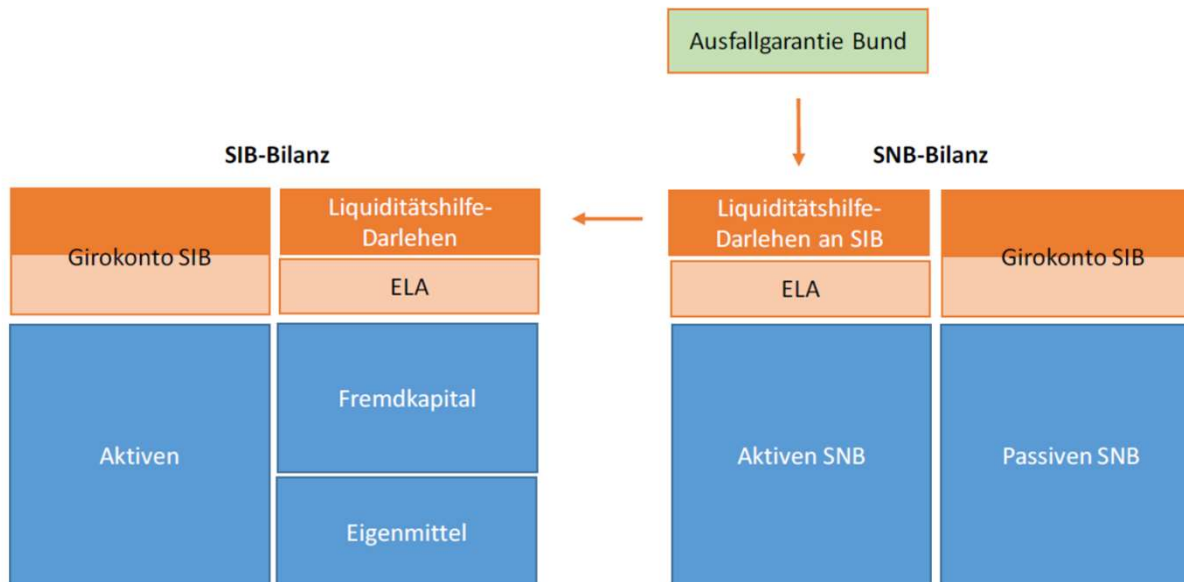 Ausfallgarantie Bund
SIB-Bilanz
SNB-Bilanz
Girokonto SIB
Liquiditätshilfe-
Darlehen
ELA
Aktiven
Fremdkapital
Eigenmittel
Liquiditätshilfe-
Darlehen an SIB
ELA
Girokonto SIB
Aktiven SNB
Passiven SNB